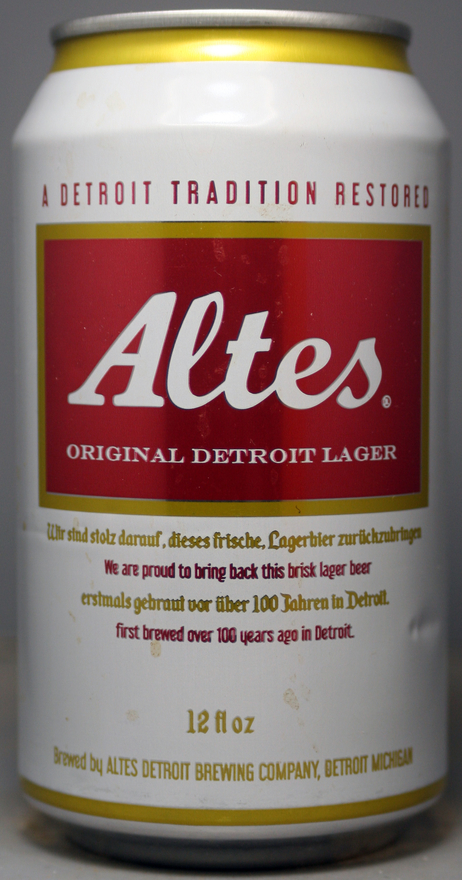 A DETROIT TRADITION RESTORED
Altes®
ORIGINAL DETROIT LAGER
Wir sind stolz darauf, dieses frische, Lagerbier zurückzubringen
We are proud to bring back this brisk lager beer
erstmals gebraut vor über 100 Jahren in Detroit.
first brewed over 100 years ago in Detroit.
12 fl oz
Brewed by ALTES DETROIT BREWING COMPANY, DETROIT MICHIGAN